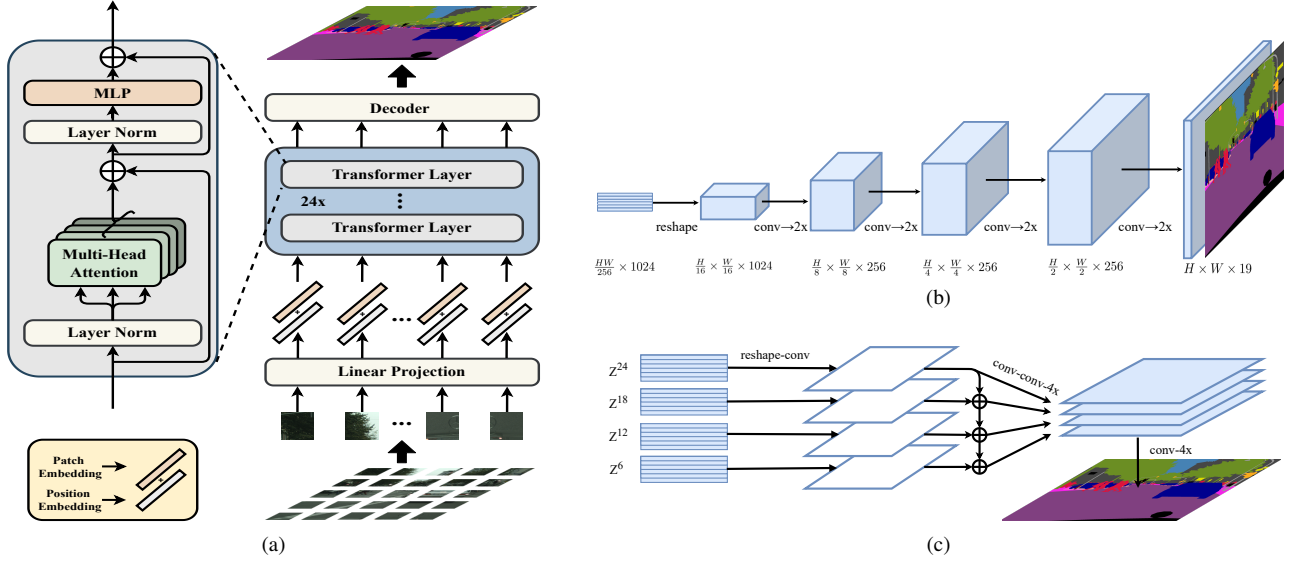 MLP
Layer Norm
Multi-Head
Attention
Layer Norm
Patch
Embedding
+
Position
Embedding
Decoder
Transformer Layer
24x
Transformer Layer
+ + ... + +
Linear Projection
...
(a)
reshape
conv→2x
conv→2x
conv→2x
conv→2x
HW/256 × 1024
H/16 × W/16 × 1024
H/8 × W/8 × 256
H/4 × W/4 × 256
H/2 × W/2 × 256
H × W × 19
(b)
Z^24
Z^18
Z^12
Z^6
reshape-conv
conv-conv-4x
conv-4x
(c)